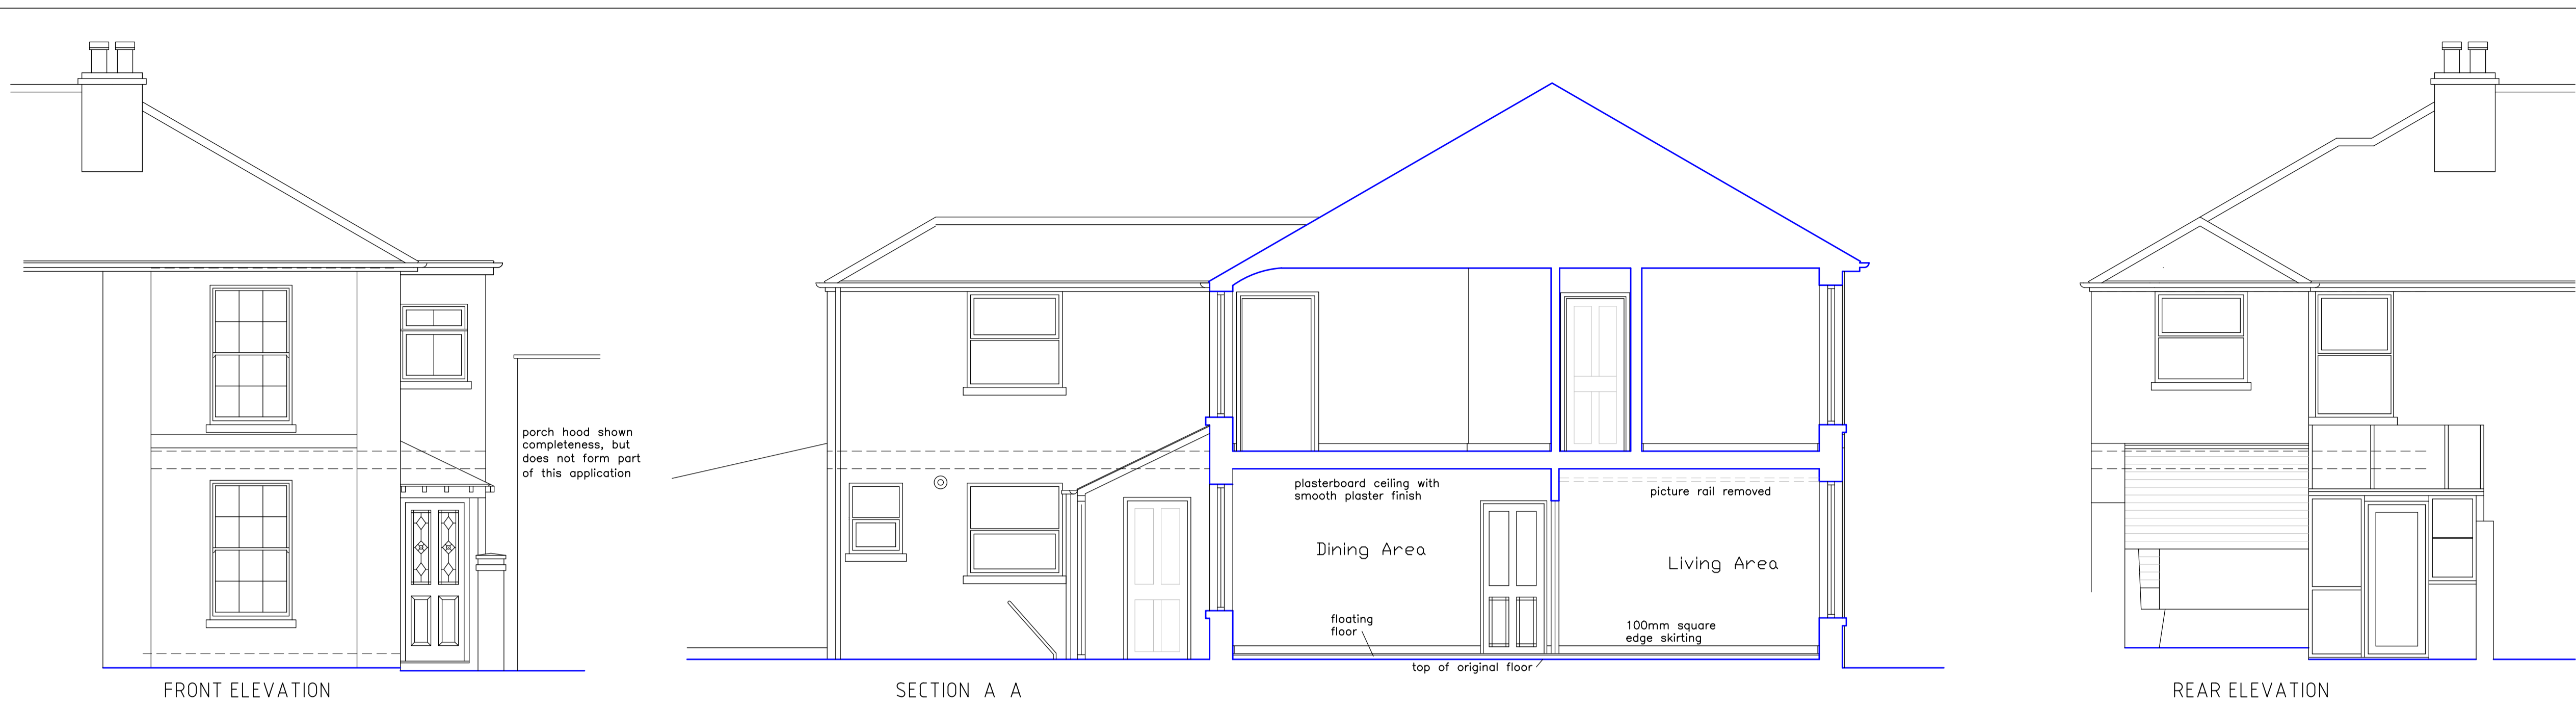 porch hood shown
completeness, but
does not form part
of this application
FRONT ELEVATION
plasterboard ceiling with
smooth plaster finish
picture rail removed
Dining Area
Living Area
floating
floor
100mm square
edge skirting
top of original floor
SECTION A A
REAR ELEVATION